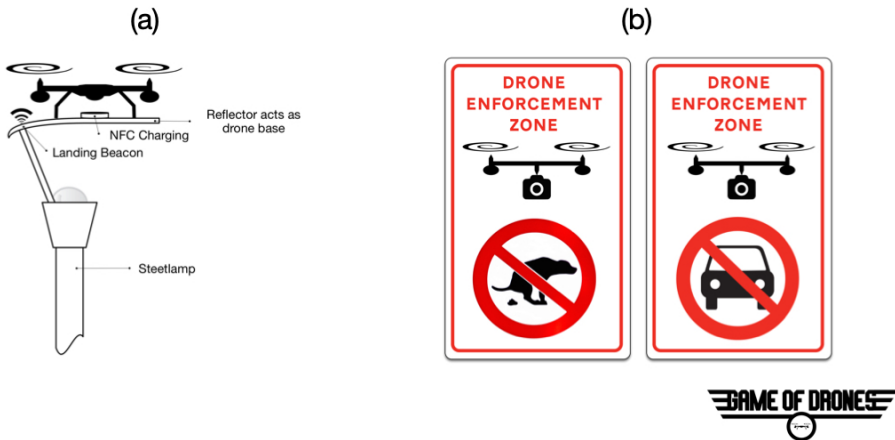 (a)
Reflector acts as
drone base
NFC Charging
Landing Beacon
Steetlamp
(b)
DRONE
ENFORCEMENT
ZONE
DRONE
ENFORCEMENT
ZONE
GAME OF DRONES